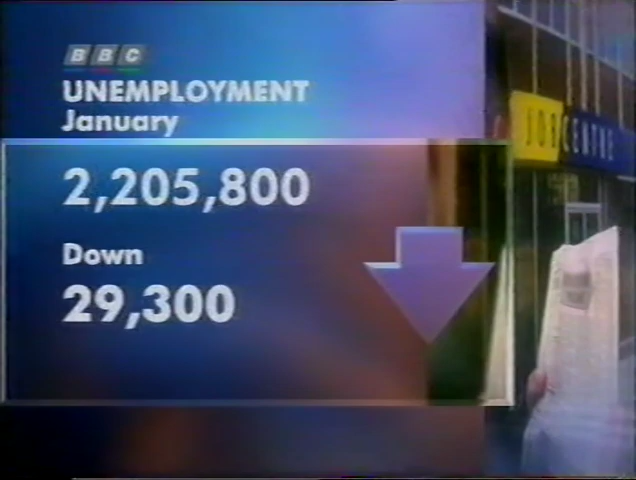 BBC
UNEMPLOYMENT
January
2,205,800
Down
29,300
JOBCENTRE